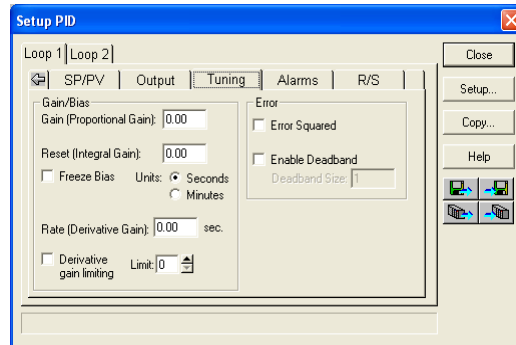 Setup PID
Loop 1 Loop 2
SP/PV Output Tuning Alarms R/S
Gain/Bias
Gain (Proportional Gain): 0.00
Reset (Integral Gain): 0.00
Freeze Bias Units: Seconds
Minutes
Rate (Derivative Gain): 0.00 sec.
Derivative
gain limiting Limit: 0
Error
Error Squared
Enable Deadband
Deadband Size: 1
Close
Setup...
Copy...
Help